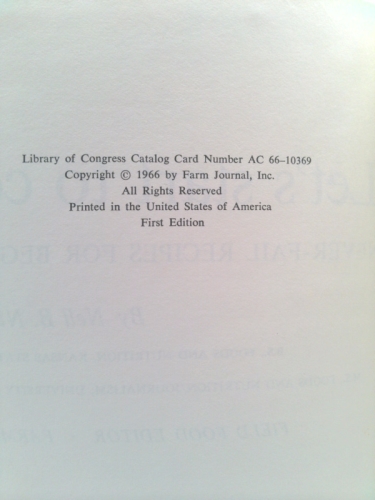 Library of Congress Catalog Card Number AC 66–10369
Copyright © 1966 by Farm Journal, Inc.
All Rights Reserved
Printed in the United States of America
First Edition